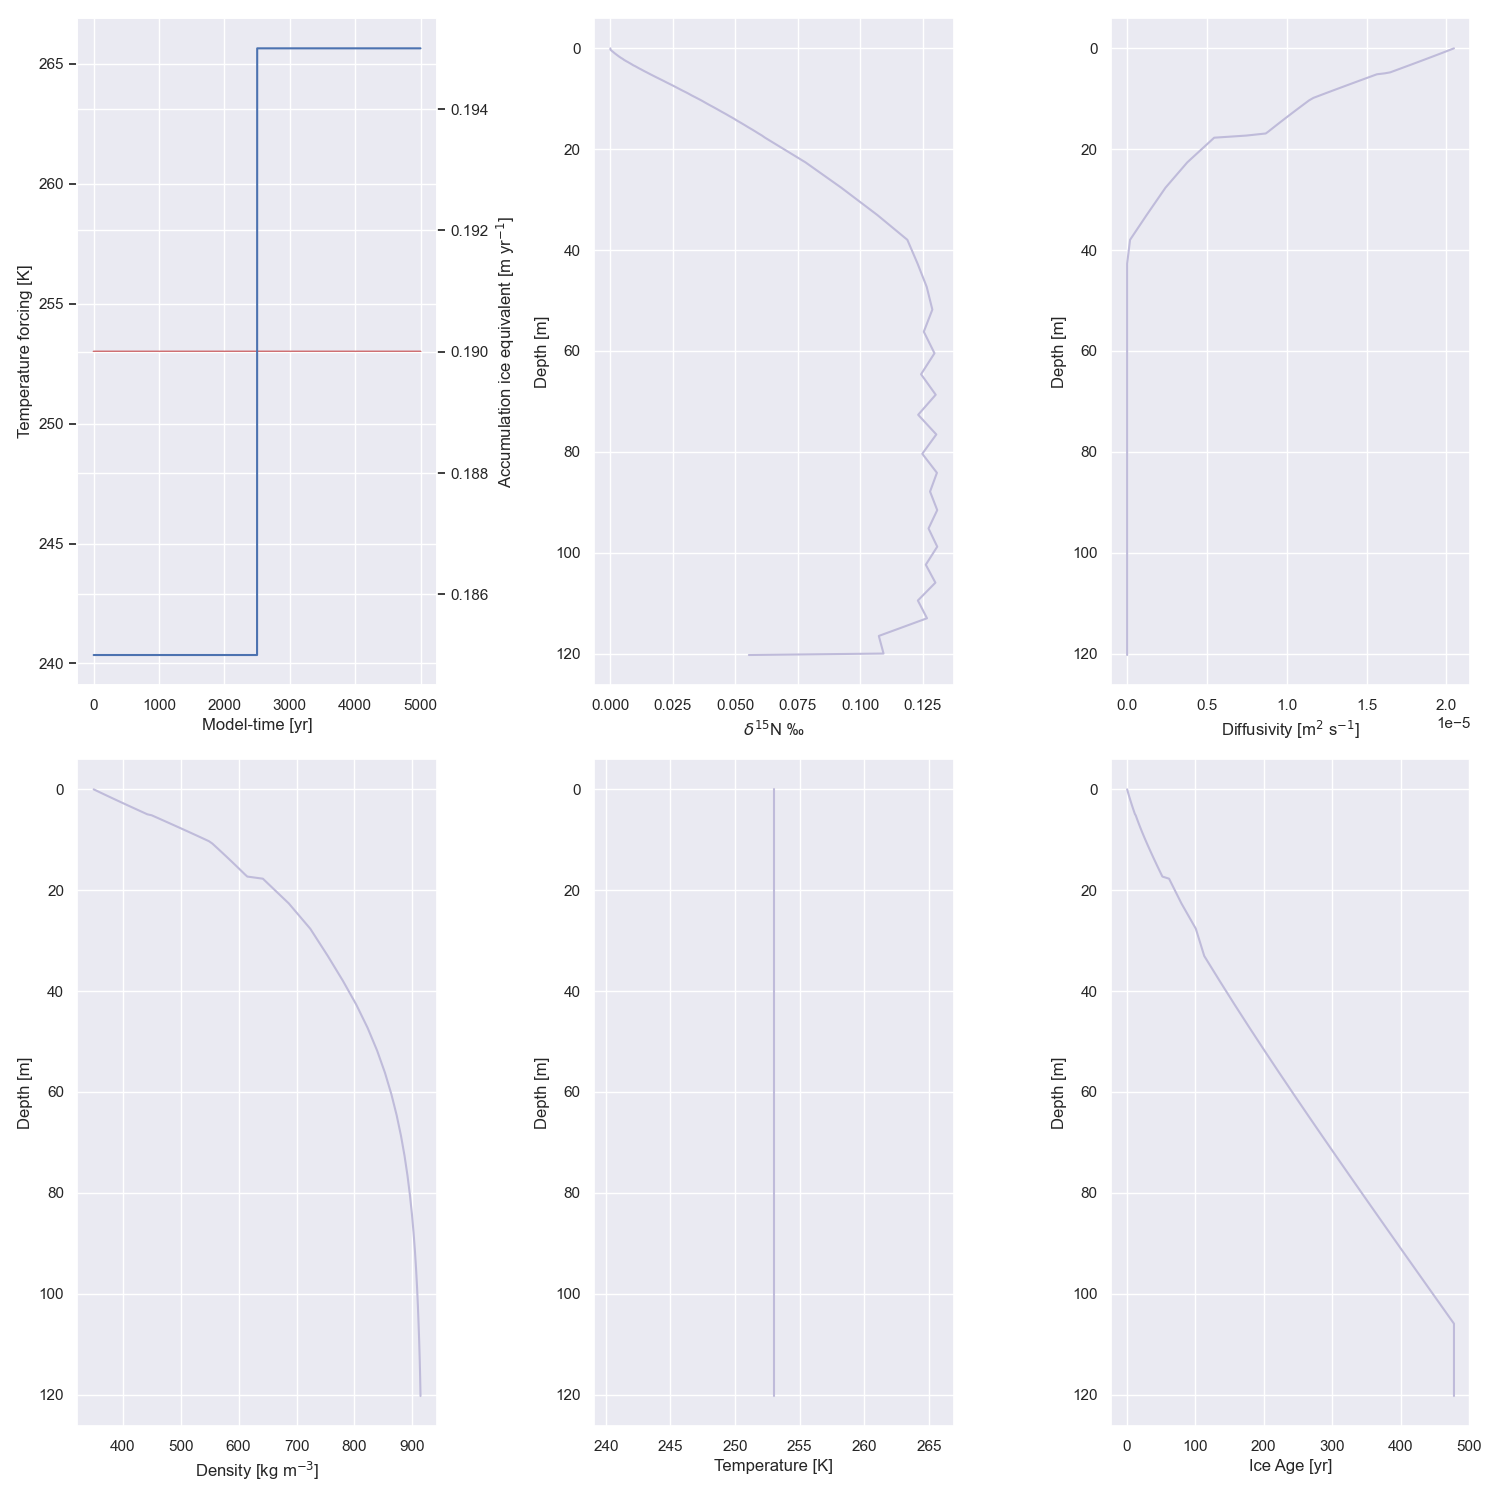 265
260
255
250
245
240
Temperature forcing [K]
0 1000 2000 3000 4000 5000
Model-time [yr]
0.194
0.192
0.190
0.188
0.186
Accumulation ice equivalent [m yr⁻¹]
0
20
40
60
80
100
120
Depth [m]
0.000 0.025 0.050 0.075 0.100 0.125
δ¹⁵N ‰
0
20
40
60
80
100
120
Depth [m]
0.0 0.5 1.0 1.5 2.0
1e−5
Diffusivity [m² s⁻¹]
0
20
40
60
80
100
120
Depth [m]
400 500 600 700 800 900
Density [kg m⁻³]
0
20
40
60
80
100
120
Depth [m]
240 245 250 255 260 265
Temperature [K]
0
20
40
60
80
100
120
Depth [m]
0 100 200 300 400 500
Ice Age [yr]